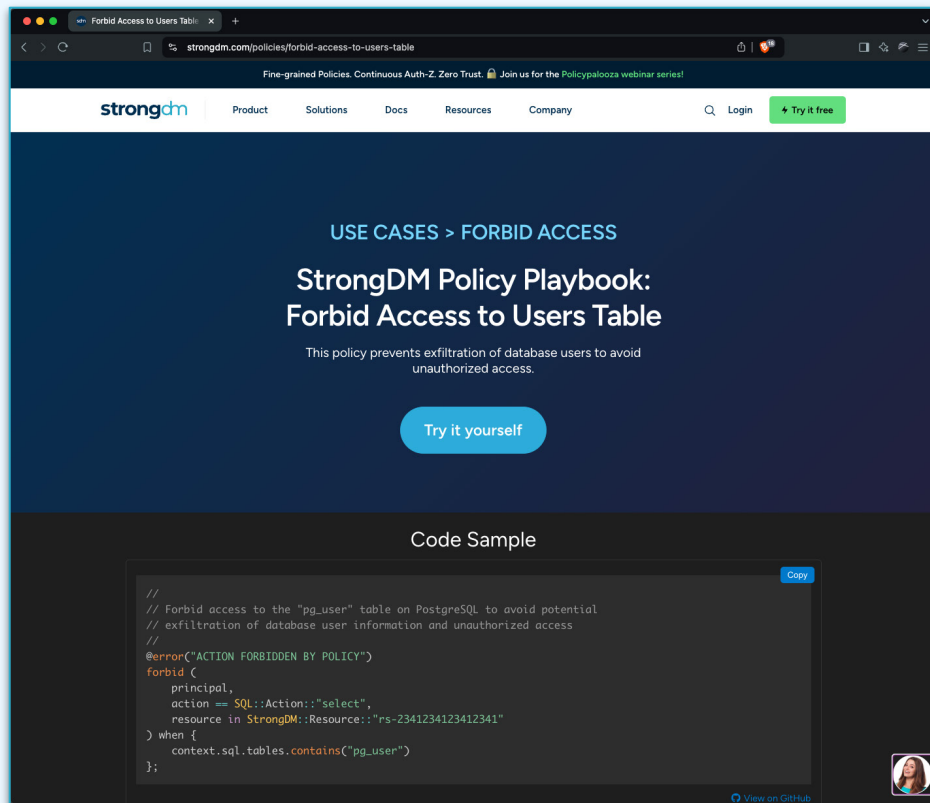 Forbid Access to Users Table
strongdm.com/policies/forbid-access-to-users-table
Fine-grained Policies. Continuous Auth-Z. Zero Trust. 🔒 Join us for the Policypalooza webinar series!
strongdm Product Solutions Docs Resources Company Login Try it free
USE CASES > FORBID ACCESS
StrongDM Policy Playbook:
Forbid Access to Users Table
This policy prevents exfiltration of database users to avoid
unauthorized access.
Try it yourself
Code Sample
Copy
//
// Forbid access to the "pg_user" table on PostgreSQL to avoid potential
// exfiltration of database user information and unauthorized access
//
@error("ACTION FORBIDDEN BY POLICY")
forbid (
    principal,
    action == SQL::Action::"select",
    resource in StrongDM::Resource::"rs-2341234123412341"
) when {
    context.sql.tables.contains("pg_user")
};
View on GitHub